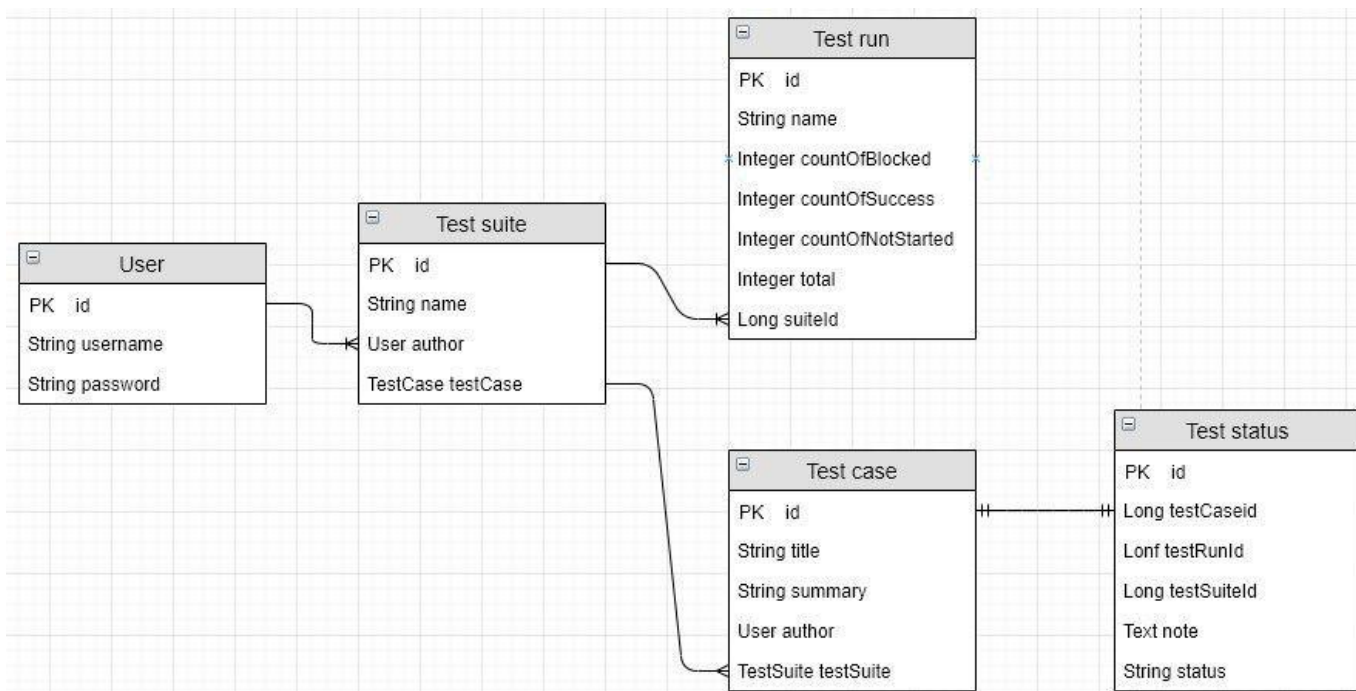 Test run
PK id
String name
Integer countOfBlocked
Integer countOfSuccess
Integer countOfNotStarted
Integer total
Long suiteId
Test suite
PK id
String name
User author
TestCase testCase
User
PK id
String username
String password
Test case
PK id
String title
String summary
User author
TestSuite testSuite
Test status
PK id
Long testCaseid
Lonf testRunId
Long testSuiteId
Text note
String status